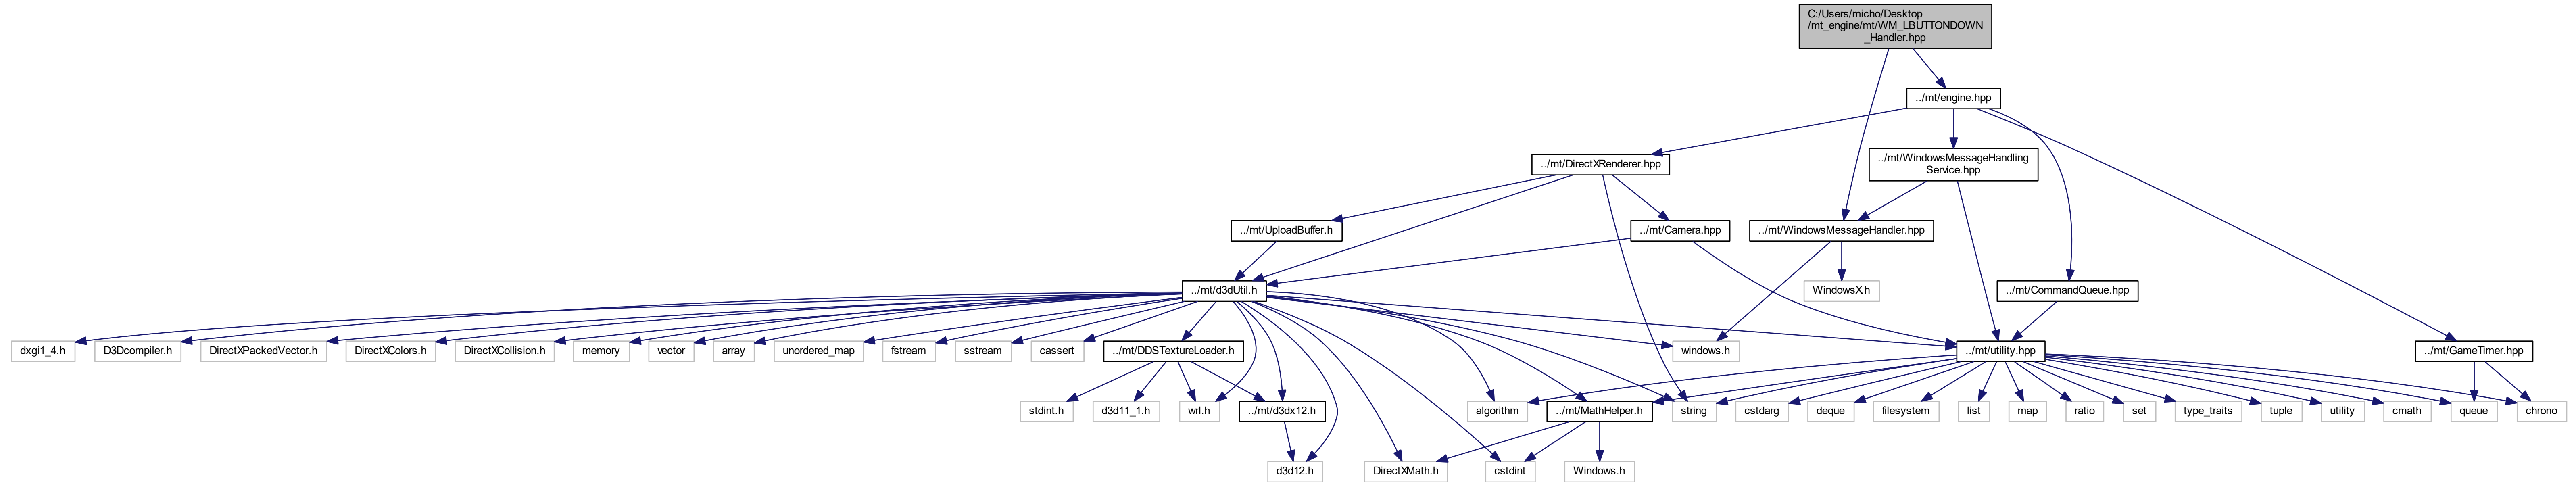 C:/Users/micho/Desktop
/mt_engine/mt/WM_LBUTTONDOWN
_Handler.hpp
../mt/engine.hpp
../mt/DirectXRenderer.hpp
../mt/WindowsMessageHandling
Service.hpp
../mt/UploadBuffer.h
../mt/Camera.hpp
../mt/WindowsMessageHandler.hpp
../mt/d3dUtil.h
WindowsX.h
../mt/CommandQueue.hpp
dxgi1_4.h
D3Dcompiler.h
DirectXPackedVector.h
DirectXColors.h
DirectXCollision.h
memory
vector
array
unordered_map
fstream
sstream
cassert
../mt/DDSTextureLoader.h
windows.h
../mt/utility.hpp
../mt/GameTimer.hpp
stdint.h
d3d11_1.h
wrl.h
../mt/d3dx12.h
algorithm
../mt/MathHelper.h
string
cstdarg
deque
filesystem
list
map
ratio
set
type_traits
tuple
utility
cmath
queue
chrono
d3d12.h
DirectXMath.h
cstdint
Windows.h